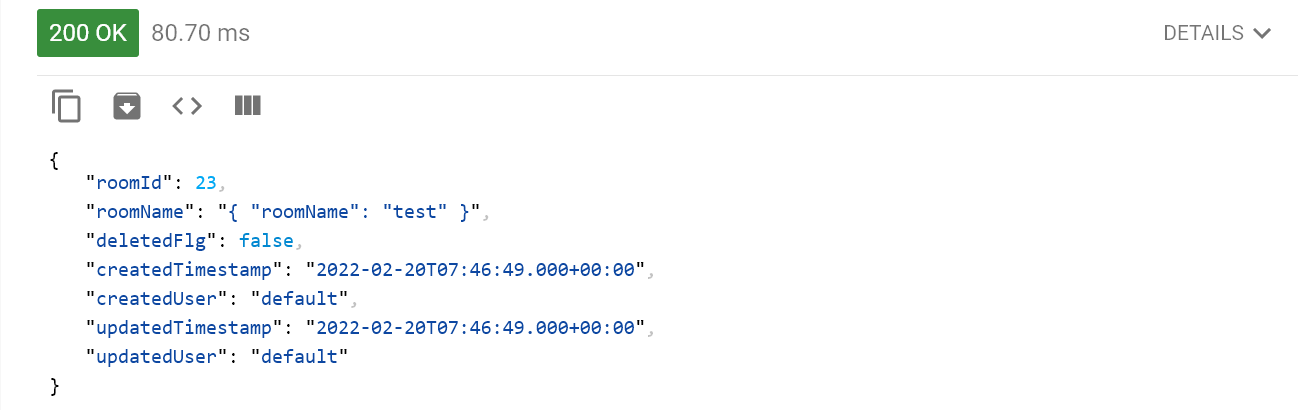 200 OK 80.70 ms DETAILS
{
"roomId": 23,
"roomName": "{ "roomName": "test" }",
"deletedFlg": false,
"createdTimestamp": "2022-02-20T07:46:49.000+00:00",
"createdUser": "default",
"updatedTimestamp": "2022-02-20T07:46:49.000+00:00",
"updatedUser": "default"
}